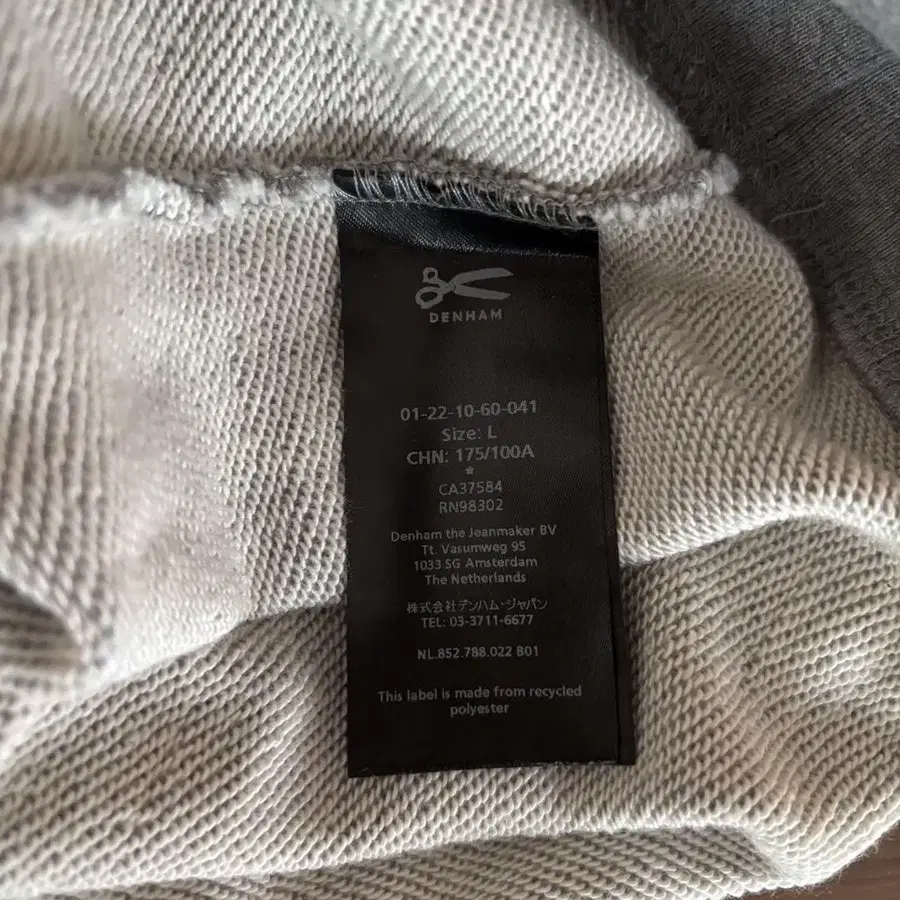 DENHAM
01-22-10-60-041
Size: L
CHN: 175/100A
*
CA37584
RN98302
Denham the Jeanmaker BV
Tt. Vasumweg 95
1033 SG Amsterdam
The Netherlands
株式会社デンハム・ジャパン
TEL: 03-3711-6677
NL.852.788.022 B01
This label is made from recycled
polyester